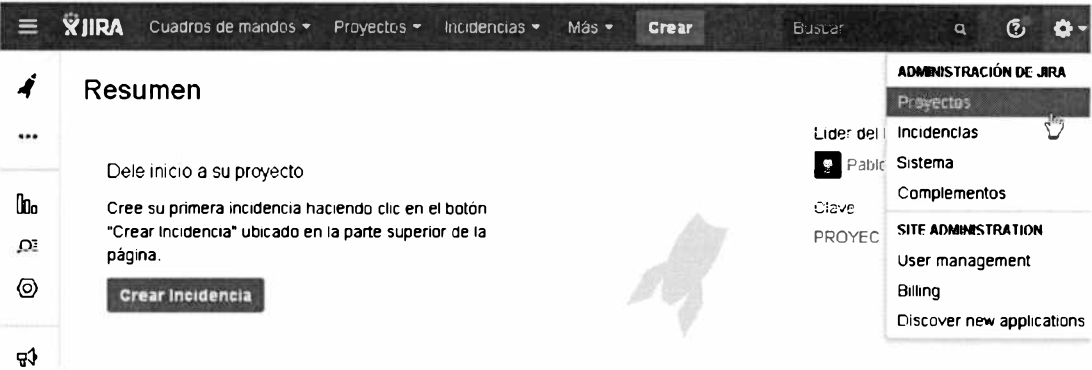 JIRA Cuadros de mandos Proyectos Incidencias Más Crear Buscar
Resumen
Dele inicio a su proyecto
Cree su primera incidencia haciendo clic en el botón
"Crear Incidencia" ubicado en la parte superior de la
página.
Crear Incidencia
Lider del
Pablo
Clave
PROYEC
ADMINISTRACIÓN DE JIRA
Proyectos
Incidencias
Sistema
Complementos
SITE ADMINISTRATION
User management
Billing
Discover new applications